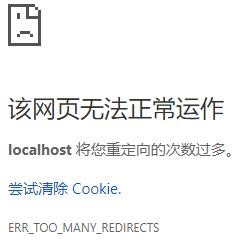 该网页无法正常运作
localhost 将您重定向的次数过多。
尝试清除 Cookie.
ERR_TOO_MANY_REDIRECTS